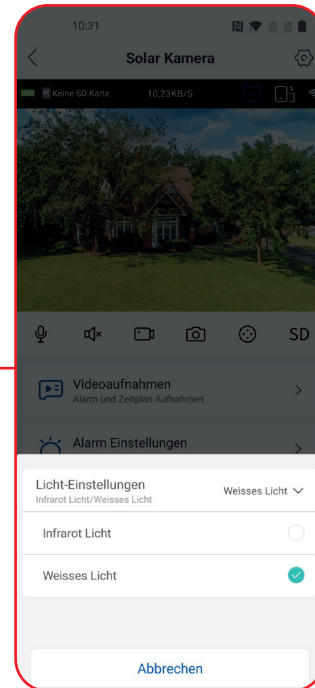 10:31
Solar Kamera
Keine SD Karte 10,23KB/S
SD
Videoaufnahmen
Alarm und Zeitplan Aufnahmen
Alarm Einstellungen
Licht-Einstellungen
Infrarot Licht/Weisses Licht
Weisses Licht
Infrarot Licht
Weisses Licht
Abbrechen